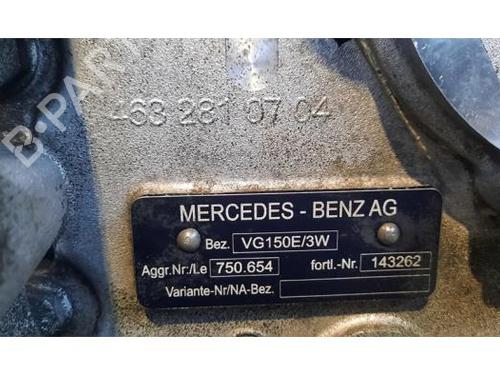 463 281 07 04
B-PARTS
MERCEDES - BENZ AG
Bez. VG150E/3W
Aggr.Nr:/Le 750.654 fortl.-Nr. 143262
Variante-Nr/NA-Bez.